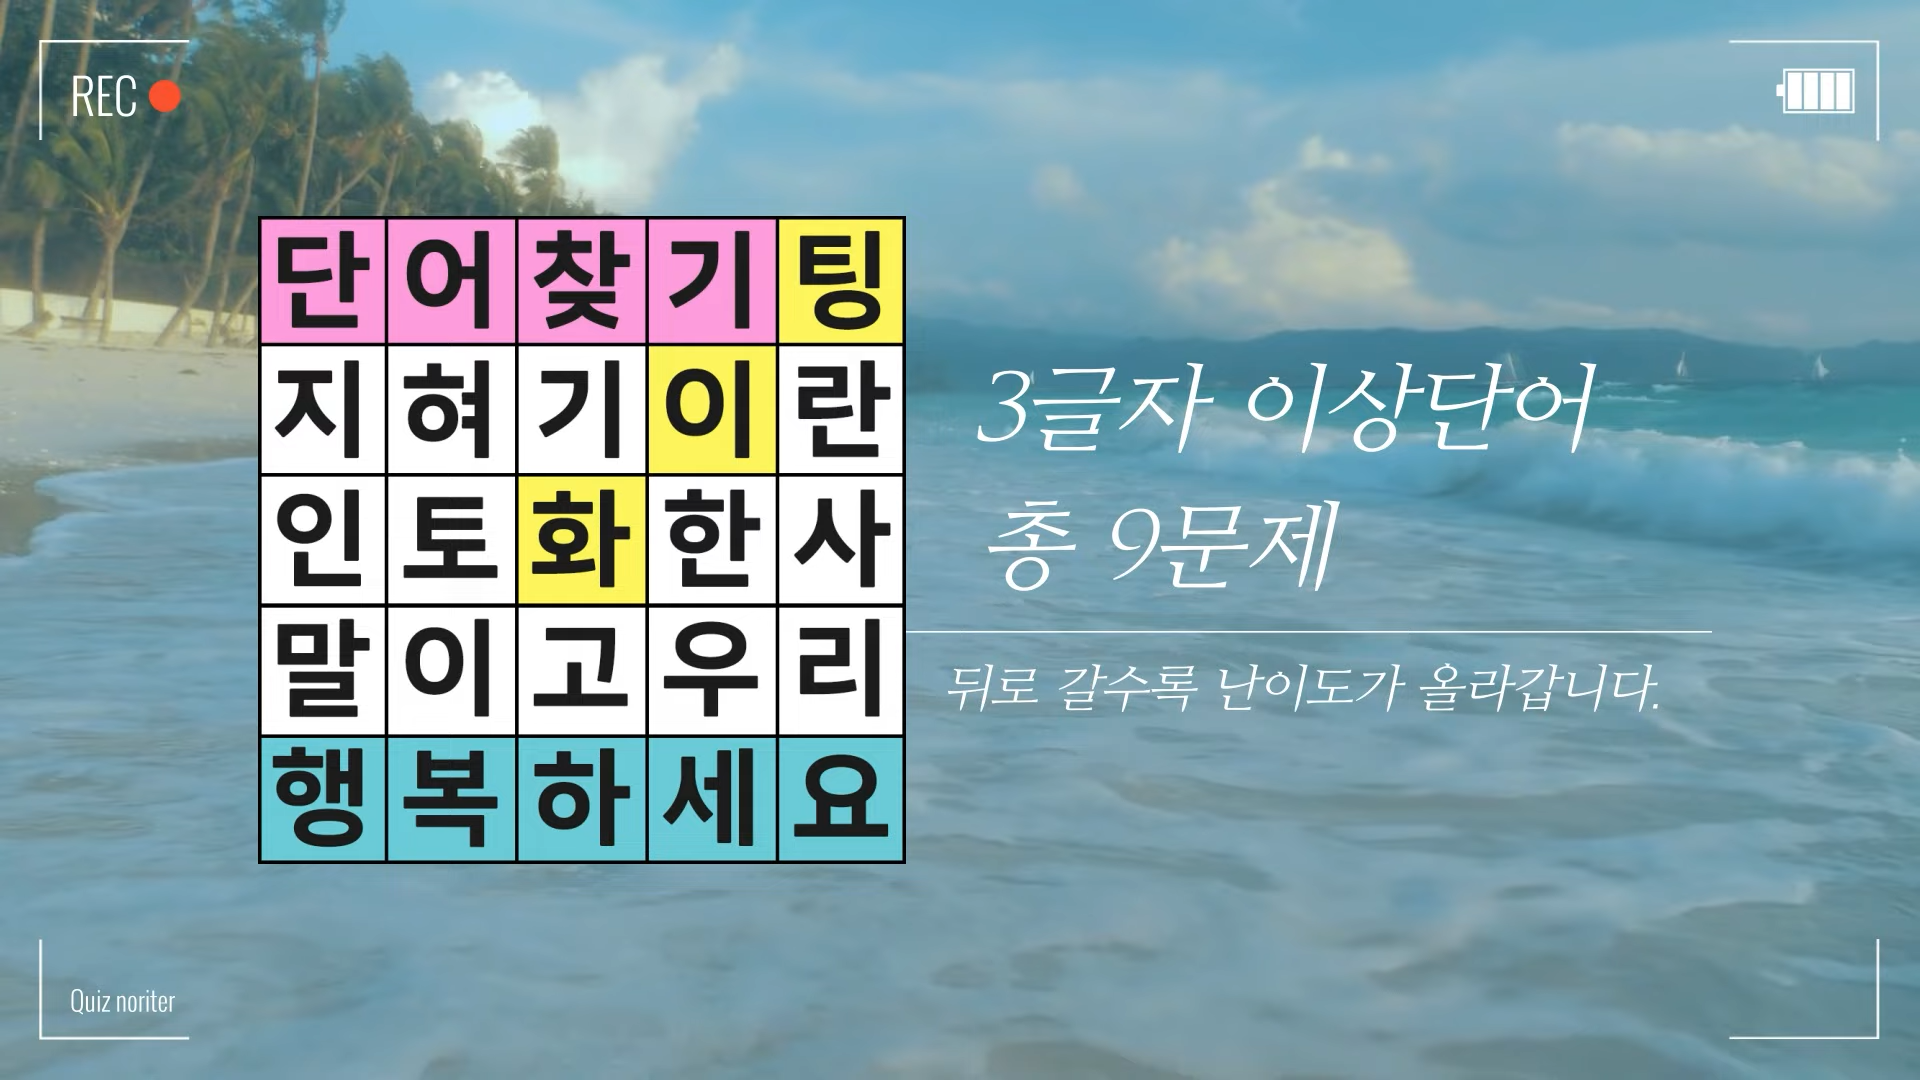 REC
단어찾기팅
지혀기이란
인토화한사
말이고우리
행복하세요
3글자 이상단어
총 9문제
뒤로 갈수록 난이도가 올라갑니다.
Quiz noriter